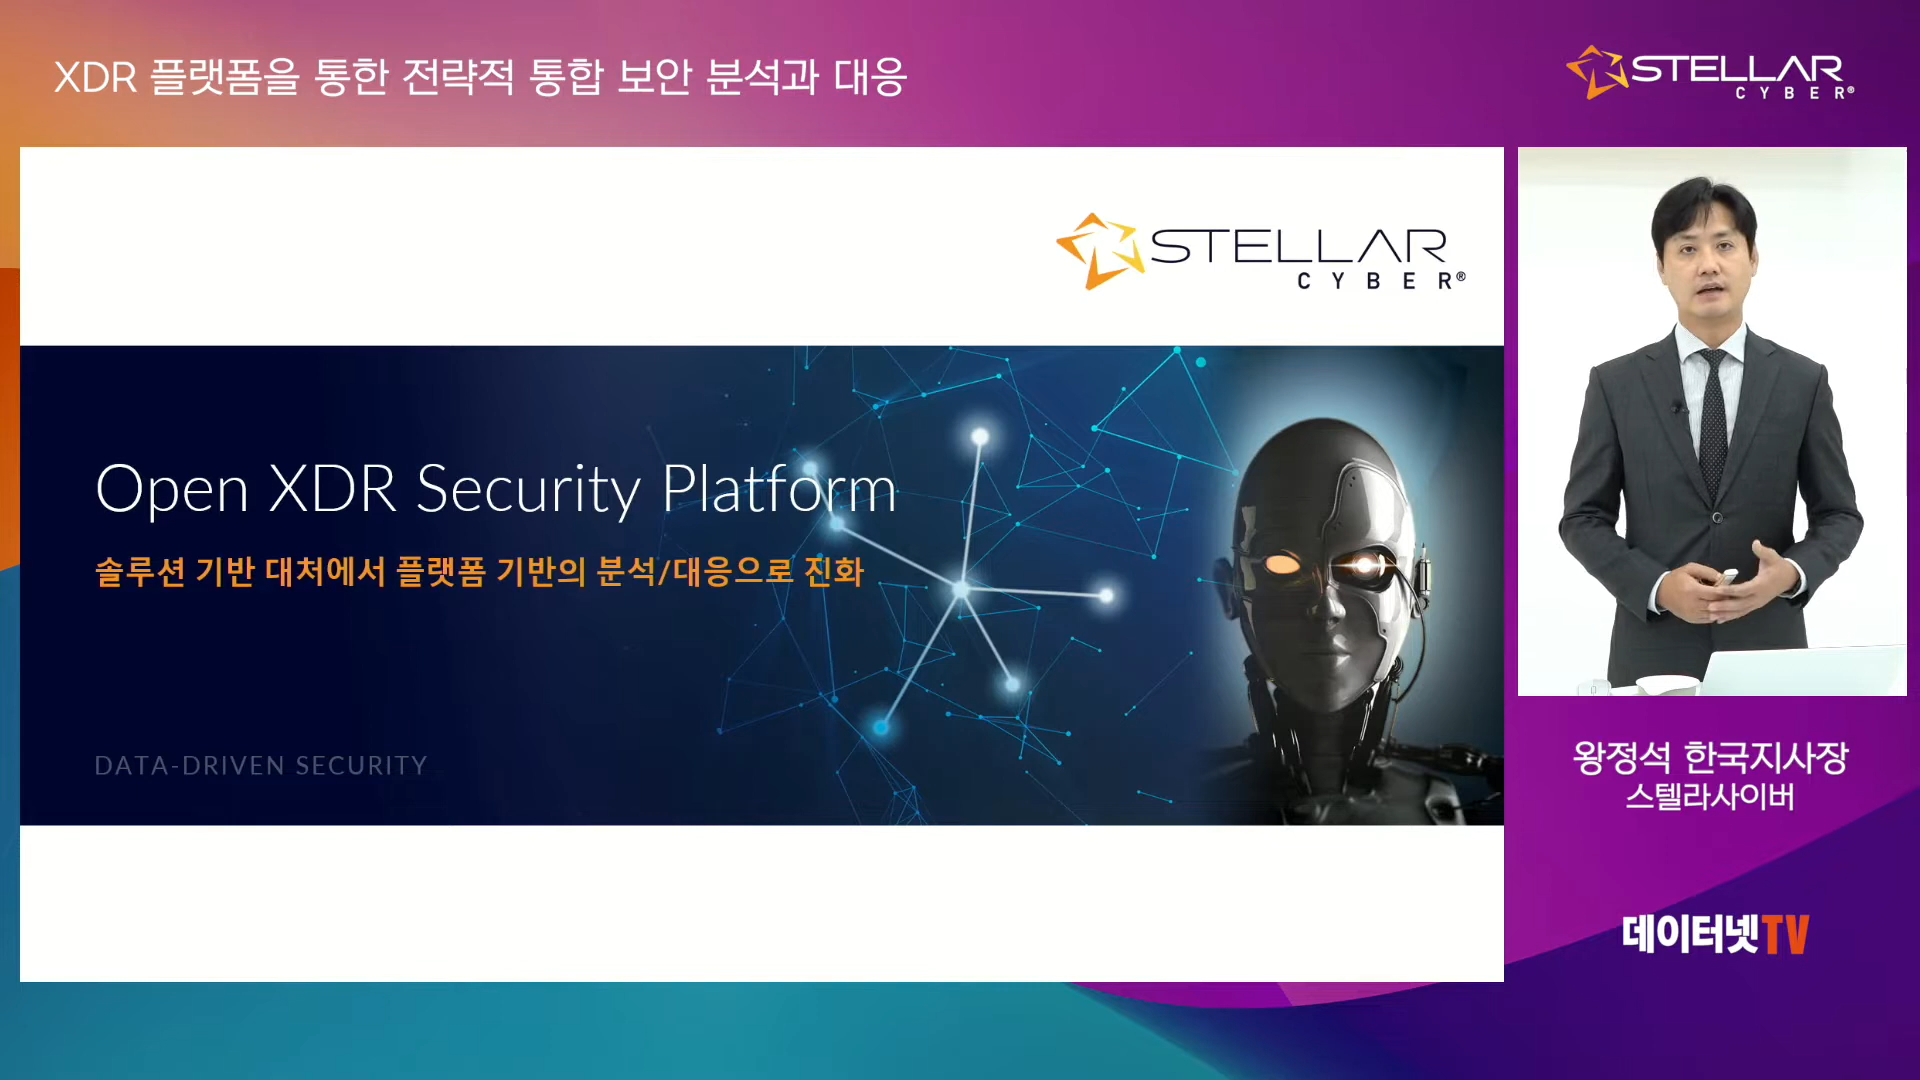 XDR 플랫폼을 통한 전략적 통합 보안 분석과 대응
STELLAR
CYBER®
STELLAR
CYBER®
Open XDR Security Platform
솔루션 기반 대처에서 플랫폼 기반의 분석/대응으로 진화
DATA-DRIVEN SECURITY
왕정석 한국지사장
스텔라사이버
데이터넷TV